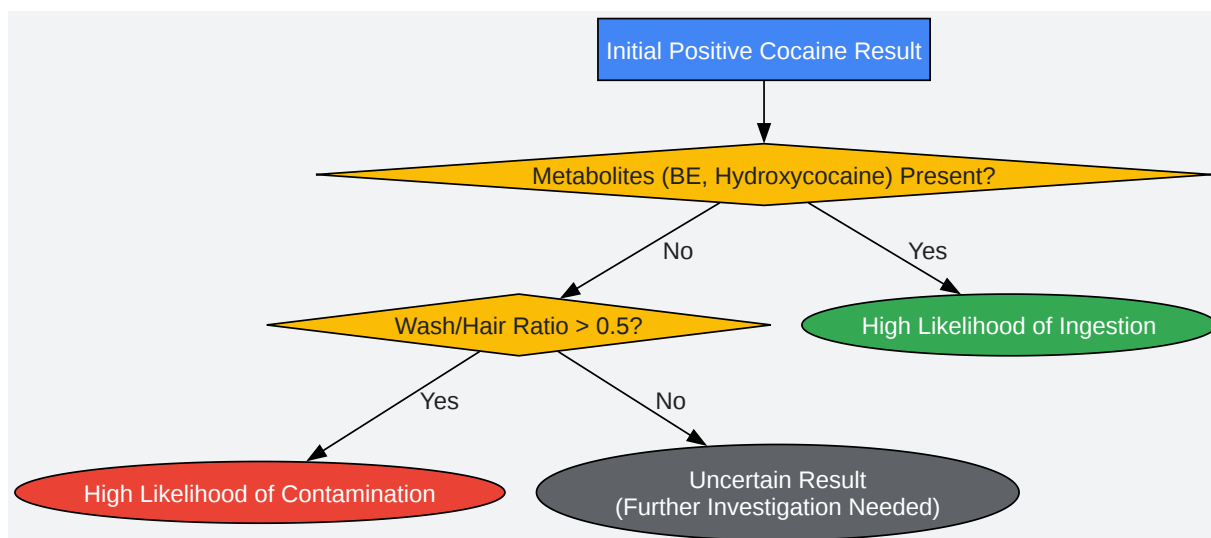 Initial Positive Cocaine Result
Metabolites (BE, Hydroxycocaine) Present?
No
Yes
Wash/Hair Ratio > 0.5?
High Likelihood of Ingestion
Yes
No
High Likelihood of Contamination
Uncertain Result
(Further Investigation Needed)